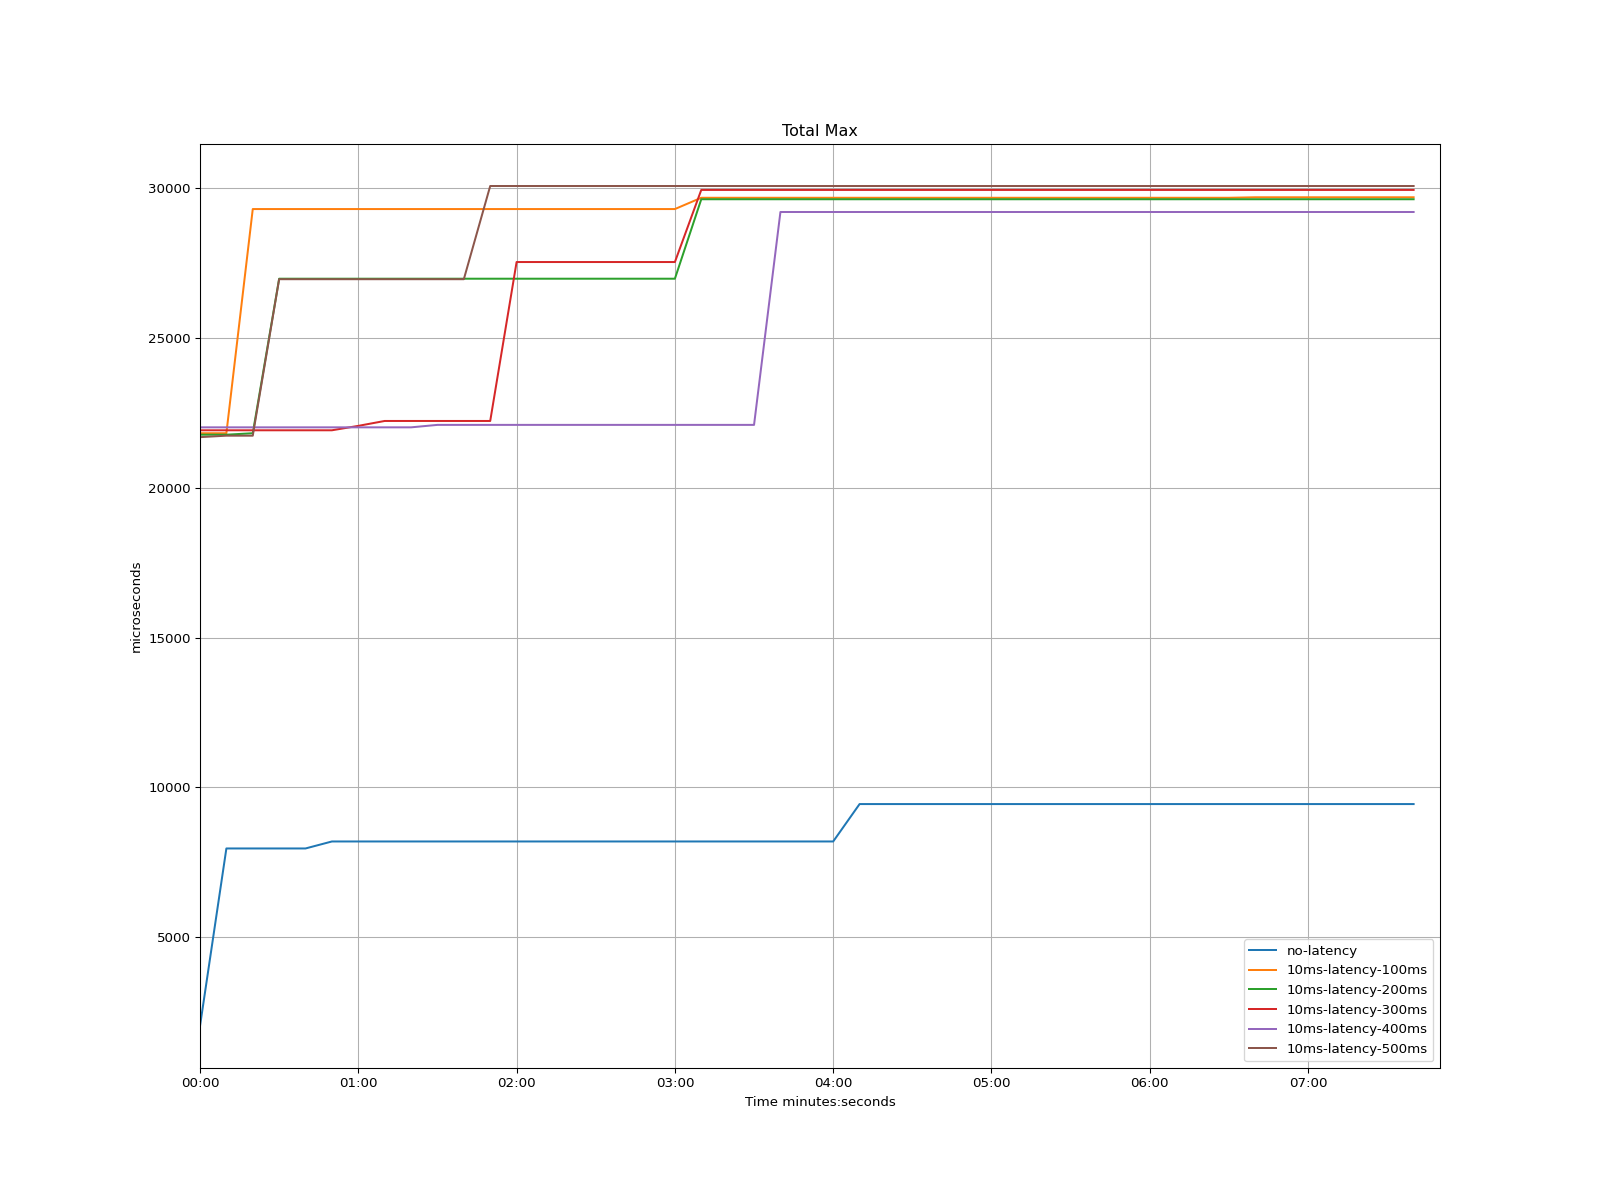 Total Max
30000
25000
20000
15000
10000
5000
microseconds
00:00 01:00 02:00 03:00 04:00 05:00 06:00 07:00
Time minutes:seconds
no-latency
10ms-latency-100ms
10ms-latency-200ms
10ms-latency-300ms
10ms-latency-400ms
10ms-latency-500ms